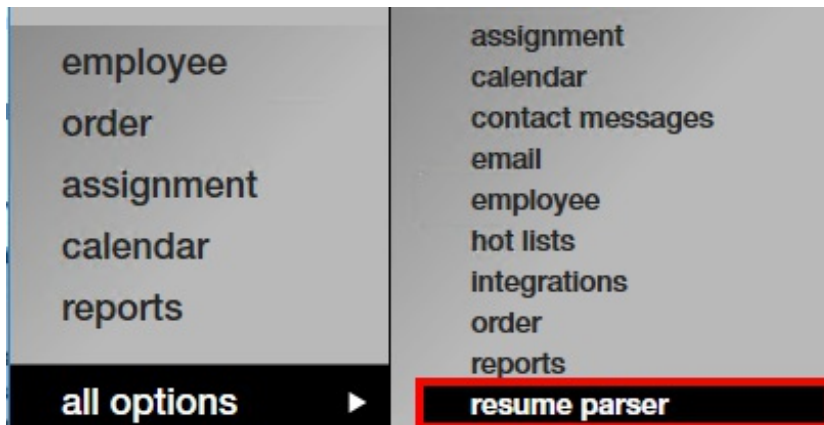 employee
order
assignment
calendar
reports
all options
assignment
calendar
contact messages
email
employee
hot lists
integrations
order
reports
resume parser